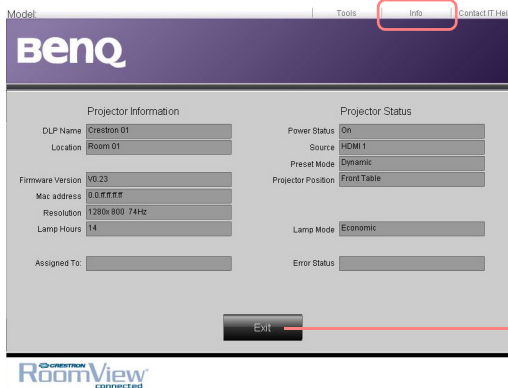 Model: Tools Info Contact IT Hel
BenQ
Projector Information Projector Status
DLP Name Crestron 01 Power Status On
Location Room 01 Source HDMI 1
Preset Mode Dynamic
Firmware Version V0.23 Projector Position Front Table
Mac address 0.0.ff.ff.ff.ff
Resolution 1280x 800 74Hz
Lamp Hours 14 Lamp Mode Economic
Assigned To: Error Status
Exit
CRESTRON
RoomView
connected